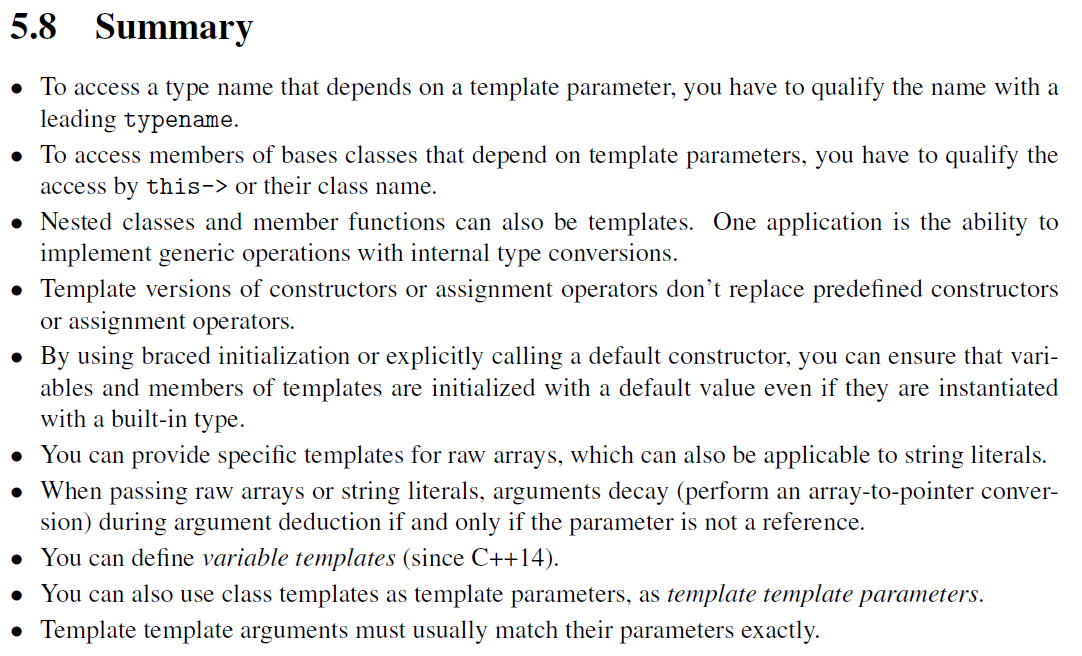 5.8 Summary
• To access a type name that depends on a template parameter, you have to qualify the name with a
leading typename.
• To access members of bases classes that depend on template parameters, you have to qualify the
access by this-> or their class name.
• Nested classes and member functions can also be templates. One application is the ability to
implement generic operations with internal type conversions.
• Template versions of constructors or assignment operators don't replace predefined constructors
or assignment operators.
• By using braced initialization or explicitly calling a default constructor, you can ensure that vari-
ables and members of templates are initialized with a default value even if they are instantiated
with a built-in type.
• You can provide specific templates for raw arrays, which can also be applicable to string literals.
• When passing raw arrays or string literals, arguments decay (perform an array-to-pointer conver-
sion) during argument deduction if and only if the parameter is not a reference.
• You can define variable templates (since C++14).
• You can also use class templates as template parameters, as template template parameters.
• Template template arguments must usually match their parameters exactly.